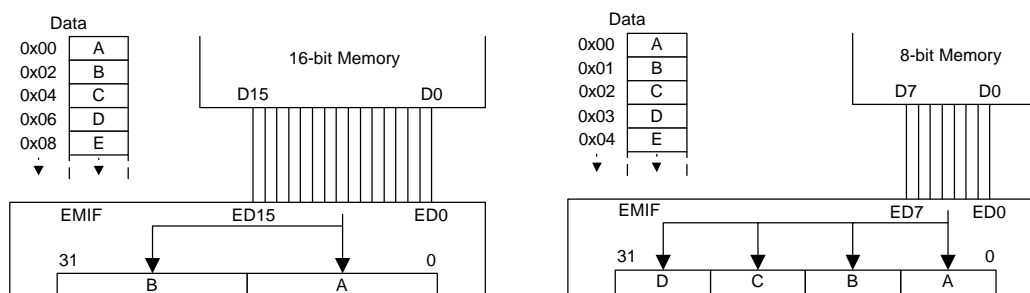 Data
0x00 A
0x02 B
0x04 C
0x06 D
0x08 E
16-bit Memory
D15 D0
EMIF ED15 ED0
31 0
B A
Data
0x00 A
0x01 B
0x02 C
0x03 D
0x04 E
8-bit Memory
D7 D0
EMIF ED7 ED0
31 0
D C B A